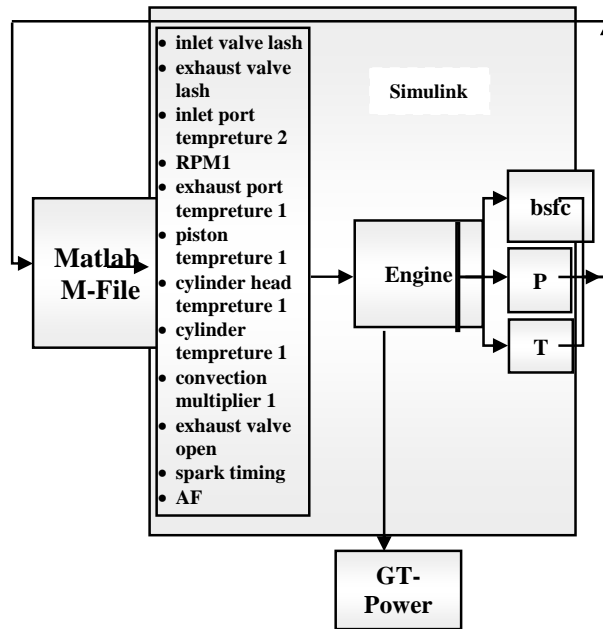 • inlet valve lash
• exhaust valve
lash
• inlet port
tempreture 2
• RPM1
• exhaust port
tempreture 1
• piston
tempreture 1
• cylinder head
tempreture 1
• cylinder
tempreture 1
• convection
multiplier 1
• exhaust valve
open
• spark timing
• AF
Simulink
Matlab
M-File
Engine
bsfc
P
T
GT-
Power